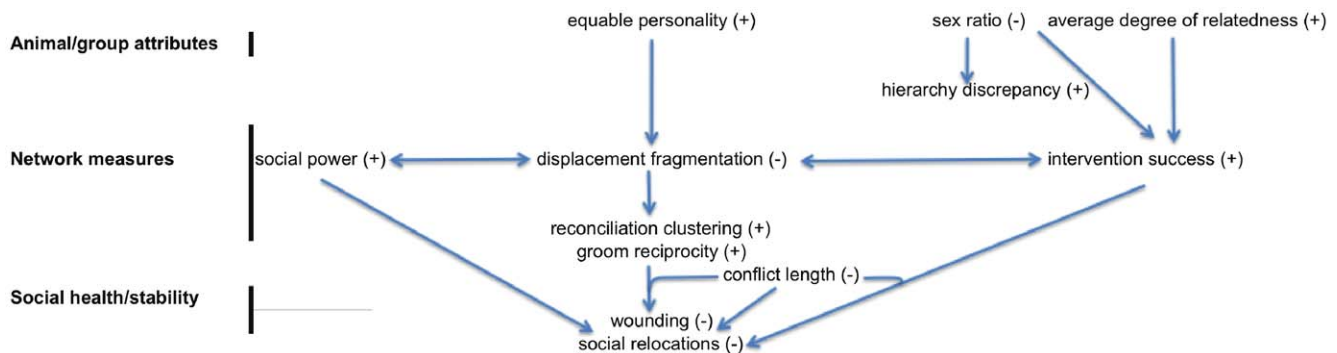 equable personality (+)
sex ratio (-) average degree of relatedness (+)
Animal/group attributes
hierarchy discrepancy (+)
Network measures
social power (+)
displacement fragmentation (-)
intervention success (+)
reconciliation clustering (+)
groom reciprocity (+)
conflict length (-)
Social health/stability
wounding (-)
social relocations (-)